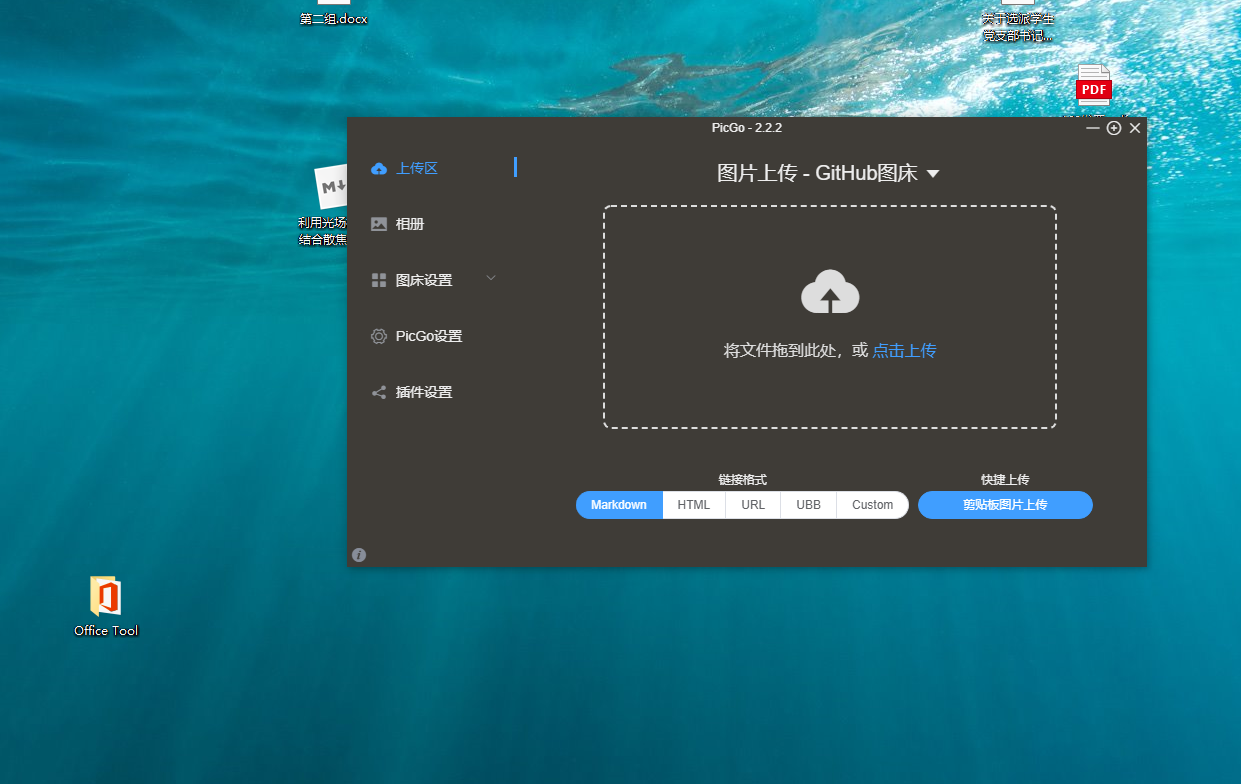 第二组.docx
关于选派学生
党支部书记...
PDF
PicGo - 2.2.2
上传区
图片上传 - GitHub图床
M
利用光场
结合散焦
相册
图床设置
PicGo设置
将文件拖到此处，或 点击上传
插件设置
链接格式
快捷上传
Markdown
HTML
URL
UBB
Custom
剪贴板图片上传
i
Office Tool